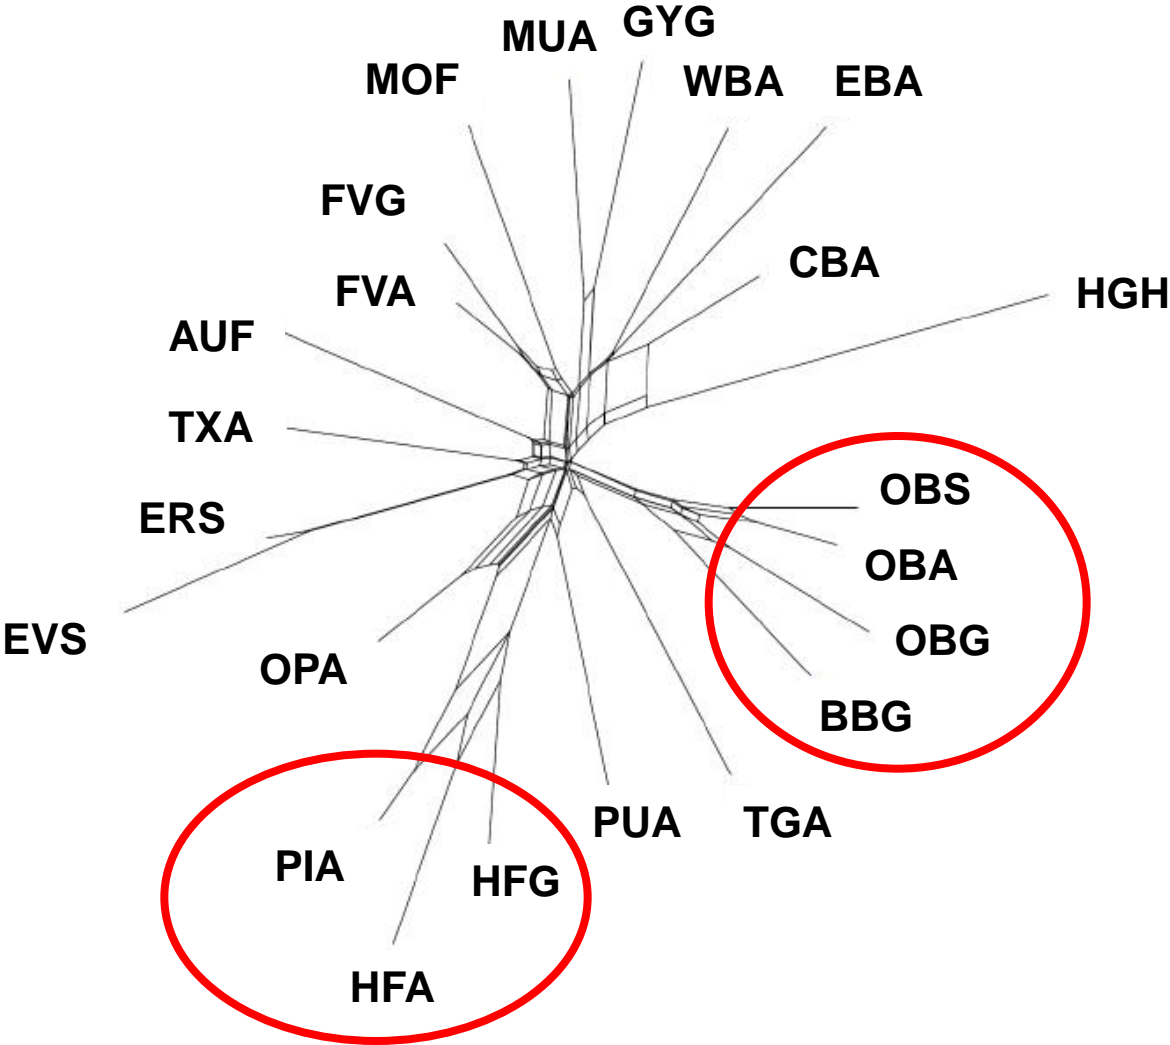 GYG
MUA
MOF
WBA
EBA
FVG
CBA
FVA
HGH
AUF
TXA
OBS
ERS
OBA
EVS
OBG
OPA
BBG
PUA
TGA
PIA
HFG
HFA